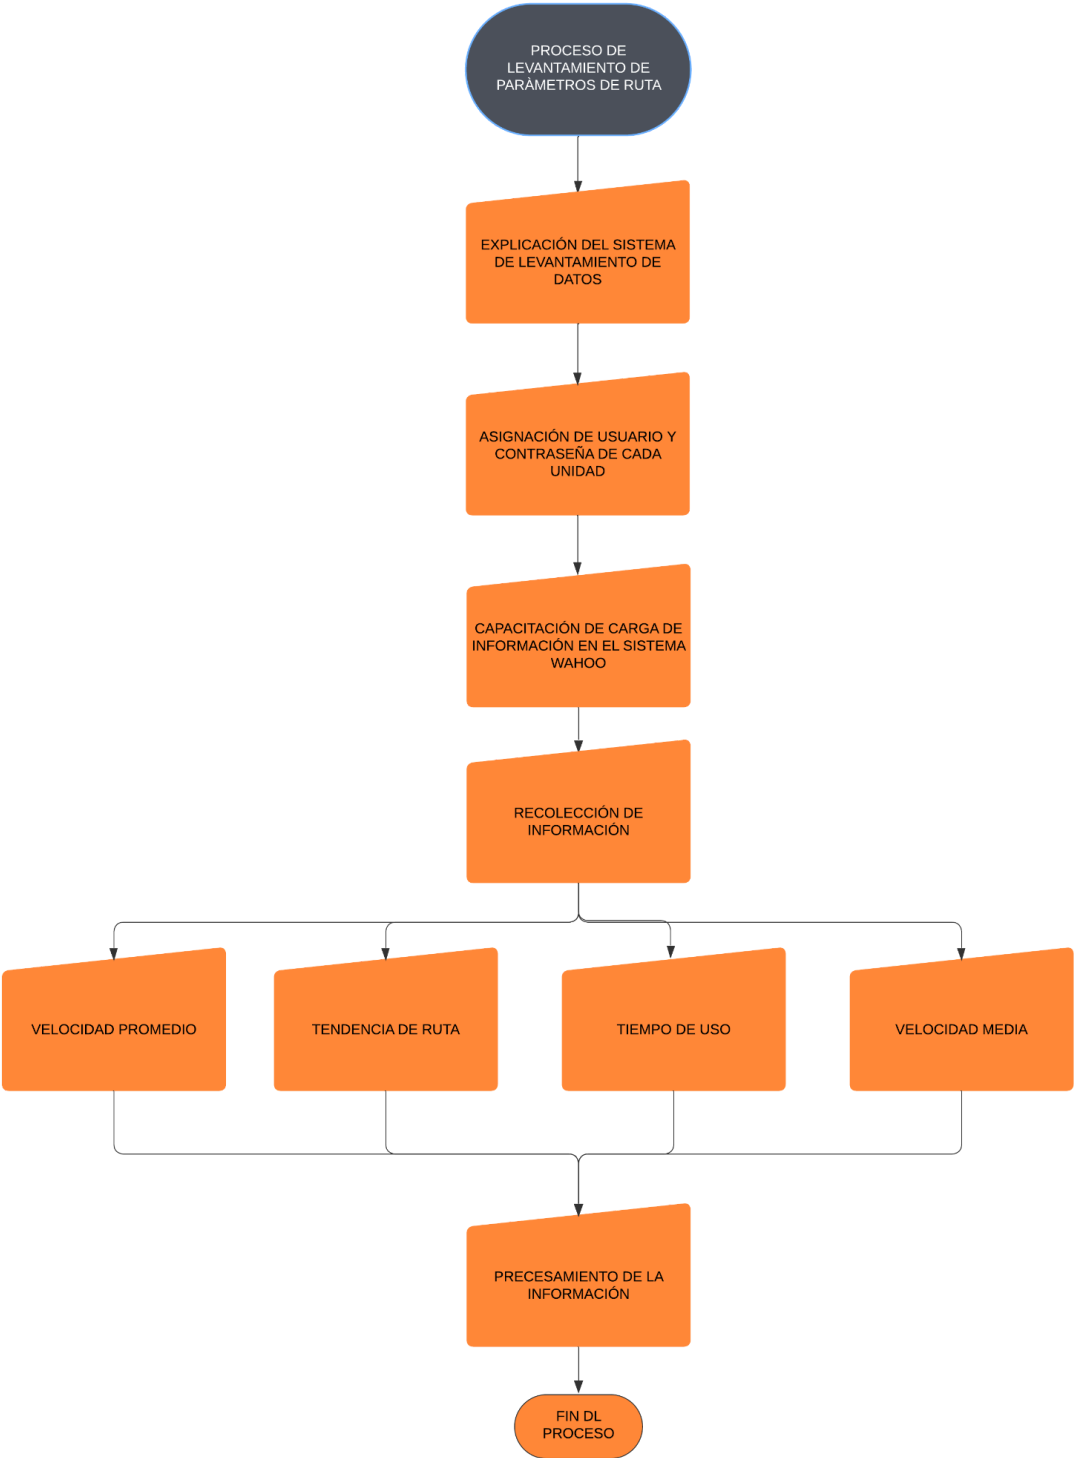 PROCESO DE
LEVANTAMIENTO DE
PARÀMETROS DE RUTA
EXPLICACIÓN DEL SISTEMA
DE LEVANTAMIENTO DE
DATOS
ASIGNACIÓN DE USUARIO Y
CONTRASEÑA DE CADA
UNIDAD
CAPACITACIÓN DE CARGA DE
INFORMACIÓN EN EL SISTEMA
WAHOO
RECOLECCIÓN DE
INFORMACIÓN
VELOCIDAD PROMEDIO
TENDENCIA DE RUTA
TIEMPO DE USO
VELOCIDAD MEDIA
PRECESAMIENTO DE LA
INFORMACIÓN
FIN DL
PROCESO